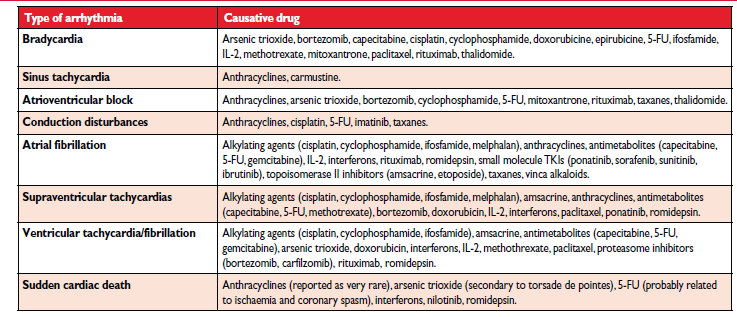 Type of arrhythmia Causative drug
Bradycardia Arsenic trioxide, bortezomib, capecitabine, cisplatin, cyclophosphamide, doxorubicine, epirubicine, 5-FU, ifosfamide,
IL-2, methotrexate, mitoxantrone, paclitaxel, rituximab, thalidomide.
Sinus tachycardia Anthracyclines, carmustine.
Atrioventricular block Anthracyclines, arsenic trioxide, bortezomib, cyclophosphamide, 5-FU, mitoxantrone, rituximab, taxanes, thalidomide.
Conduction disturbances Anthracyclines, cisplatin, 5-FU, imatinib, taxanes.
Atrial fibrillation Alkylating agents (cisplatin, cyclophosphamide, ifosfamide, melphalan), anthracyclines, antimetabolites (capecitabine,
5-FU, gemcitabine), IL-2, interferons, rituximab, romidepsin, small molecule TKIs (ponatinib, sorafenib, sunitinib,
ibrutinib), topoisomerase II inhibitors (amsacrine, etoposide), taxanes, vinca alkaloids.
Supraventricular tachycardias Alkylating agents (cisplatin, cyclophosphamide, ifosfamide, melphalan), amsacrine, anthracyclines, antimetabolites
(capecitabine, 5-FU, methotrexate), bortezomib, doxorubicin, IL-2, interferons, paclitaxel, ponatinib, romidepsin.
Ventricular tachycardia/fibrillation Alkylating agents (cisplatin, cyclophosphamide, ifosfamide), amsacrine, antimetabolites (capecitabine, 5-FU,
gemcitabine), arsenic trioxide, doxorubicin, interferons, IL-2, methothrexate, paclitaxel, proteasome inhibitors
(bortezomib, carfilzomib), rituximab, romidepsin.
Sudden cardiac death Anthracyclines (reported as very rare), arsenic trioxide (secondary to torsade de pointes), 5-FU (probably related
to ischaemia and coronary spasm), interferons, nilotinib, romidepsin.